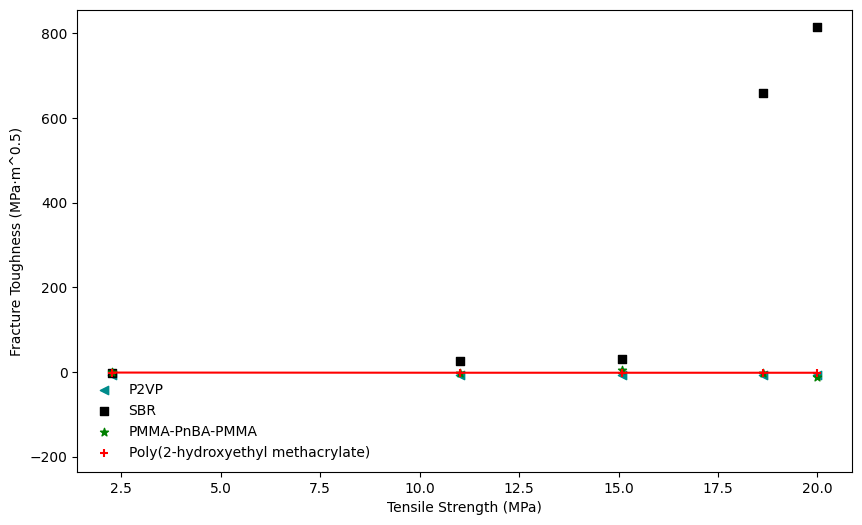 800
600
400
200
0
−200
Fracture Toughness (MPa·m^0.5)
P2VP
SBR
PMMA-PnBA-PMMA
Poly(2-hydroxyethyl methacrylate)
2.5 5.0 7.5 10.0 12.5 15.0 17.5 20.0
Tensile Strength (MPa)